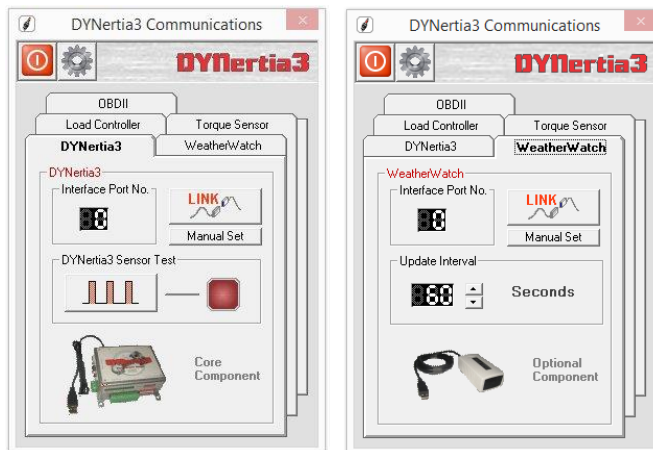 DYNertia3 Communications
DYNertia3
OBDII
Load Controller
Torque Sensor
DYNertia3
WeatherWatch
DYNertia3
Interface Port No.
0
LINK
Manual Set
DYNertia3 Sensor Test
Core
Component
DYNertia3 Communications
DYNertia3
OBDII
Load Controller
Torque Sensor
DYNertia3
WeatherWatch
WeatherWatch
Interface Port No.
0
LINK
Manual Set
Update Interval
60
Seconds
Optional
Component